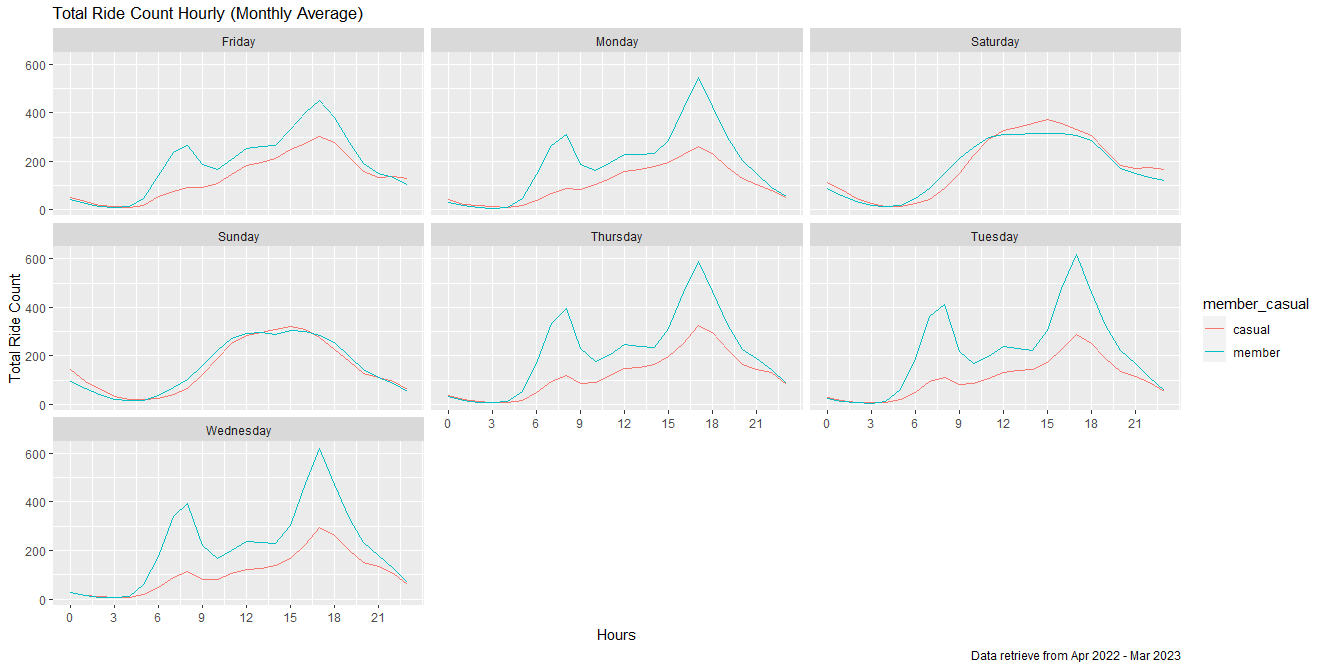 Total Ride Count Hourly (Monthly Average)
Friday
Monday
Saturday
600
400
200
0
Sunday
Thursday
Tuesday
600
400
200
0
0 3 6 9 12 15 18 21
0 3 6 9 12 15 18 21
Wednesday
600
400
200
0
0 3 6 9 12 15 18 21
Total Ride Count
Hours
member_casual
casual
member
Data retrieve from Apr 2022 - Mar 2023